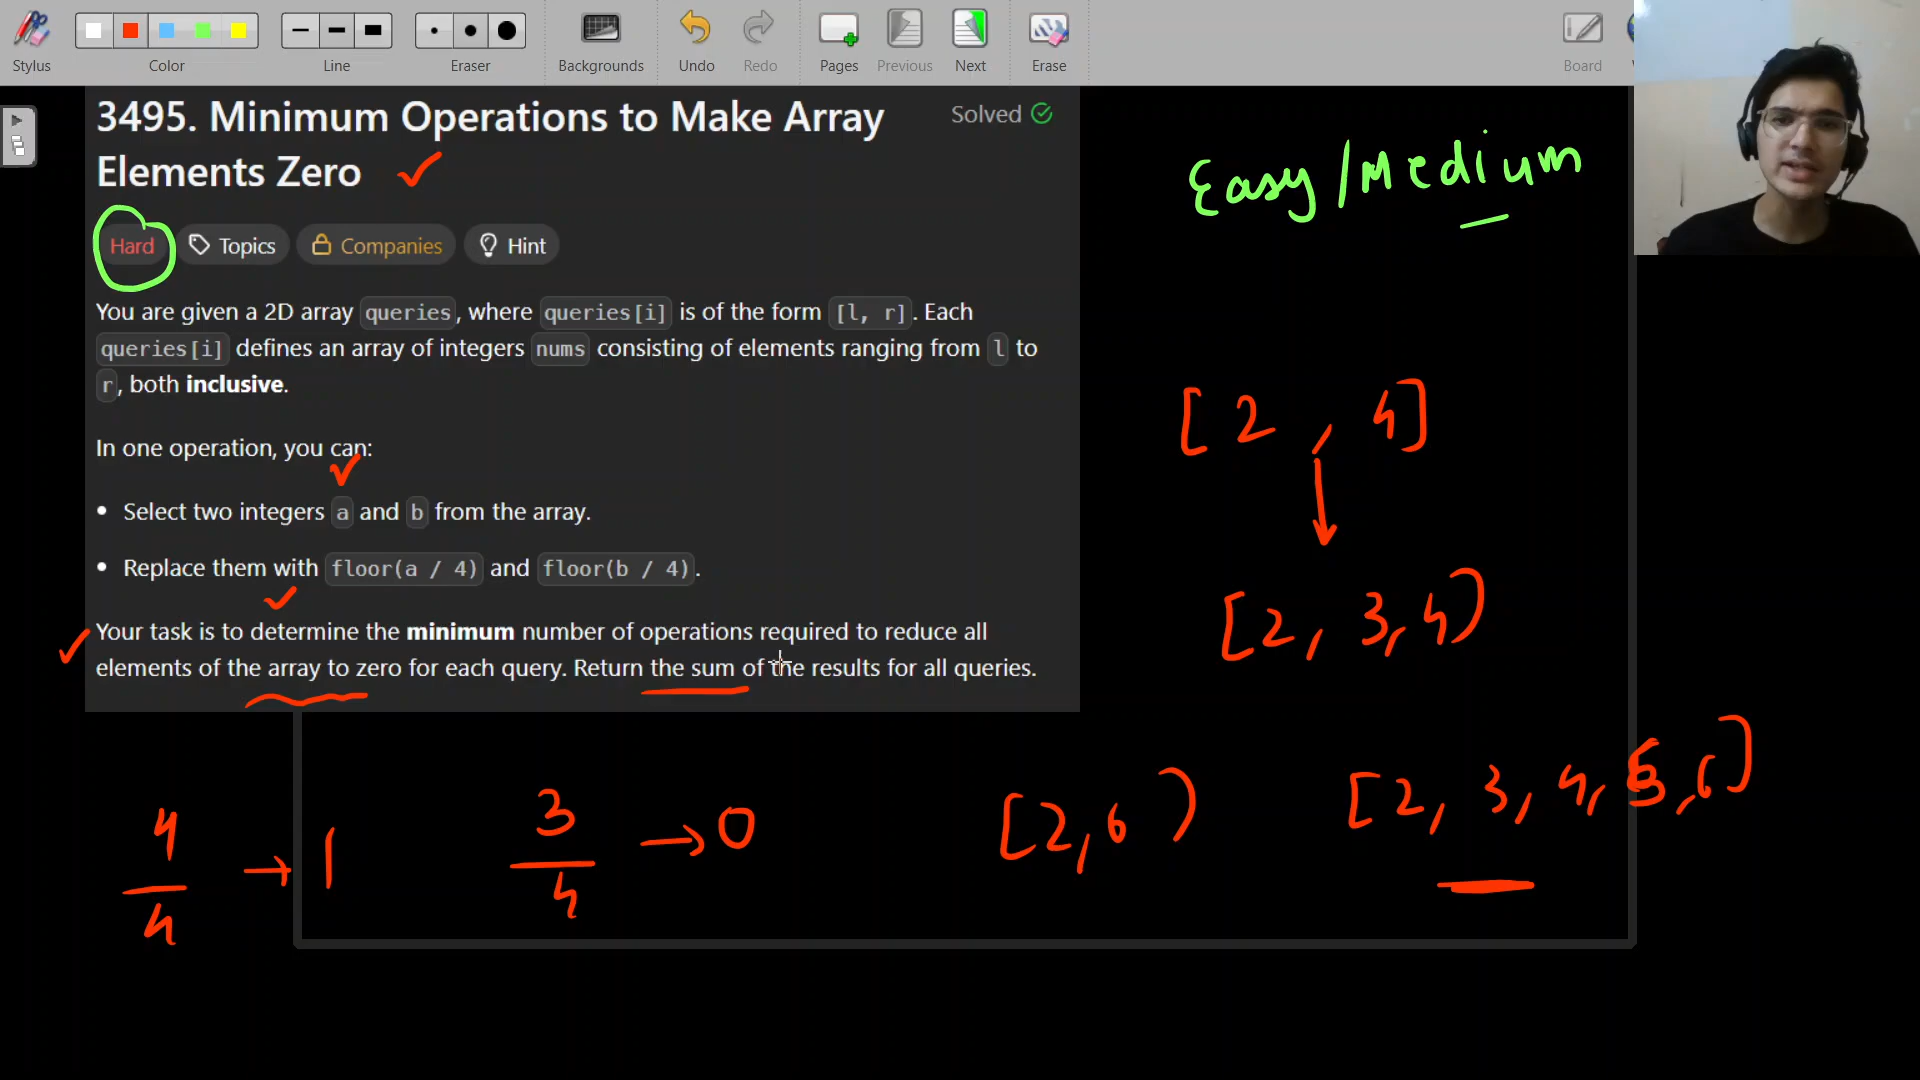 Stylus
Color
Line
Eraser
Backgrounds
Undo
Redo
Pages
Previous
Next
Erase
Board
3495. Minimum Operations to Make Array
Elements Zero
Solved
Hard
Topics
Companies
Hint
You are given a 2D array queries, where queries[i] is of the form [l, r]. Each
queries[i] defines an array of integers nums consisting of elements ranging from l to
r, both inclusive.
In one operation, you can:
• Select two integers a and b from the array.
• Replace them with floor(a / 4) and floor(b / 4).
Your task is to determine the minimum number of operations required to reduce all
elements of the array to zero for each query. Return the sum of the results for all queries.
Easy/Medium
[2, 4]
[2, 3, 4)
4
4
→ 1
3
4
→ 0
[2, 6)
[2, 3, 4, 5, 6]